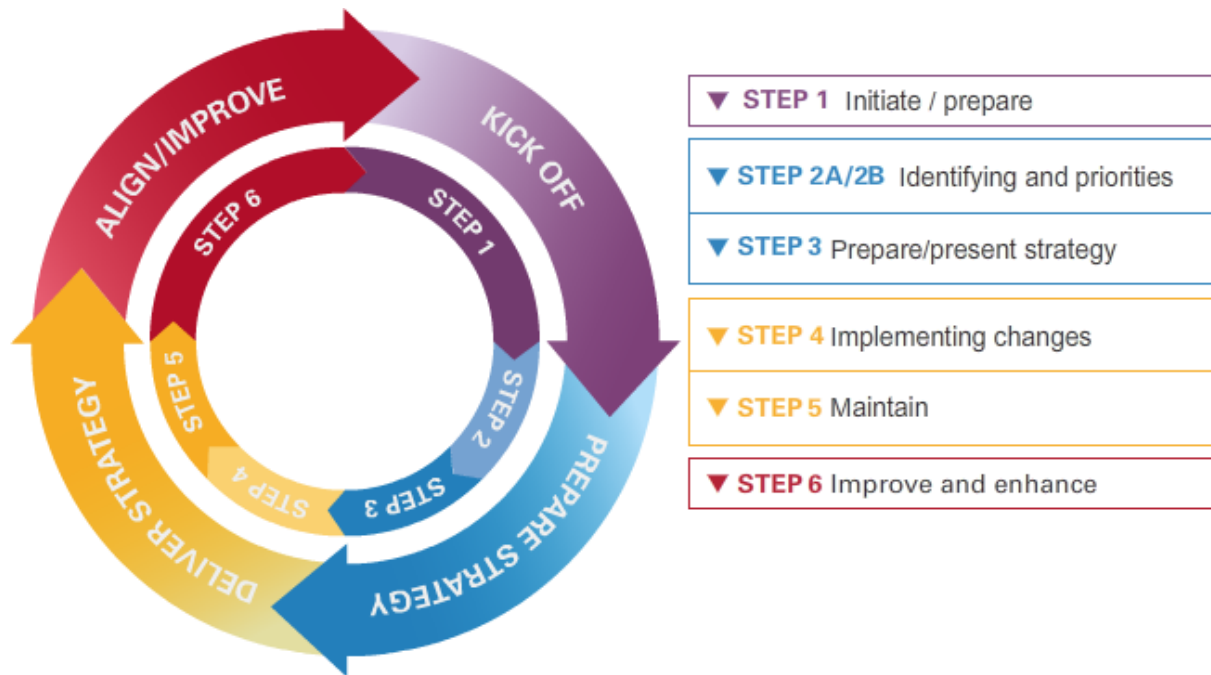 ALIGN/IMPROVE
KICK OFF
PREPARE STRATEGY
DELIVER STRATEGY
STEP 1
STEP 2
STEP 3
STEP 4
STEP 5
STEP 6
▼ STEP 1 Initiate / prepare
▼ STEP 2A/2B Identifying and priorities
▼ STEP 3 Prepare/present strategy
▼ STEP 4 Implementing changes
▼ STEP 5 Maintain
▼ STEP 6 Improve and enhance